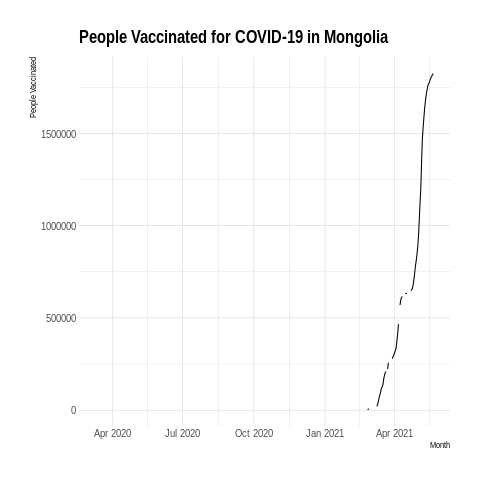 People Vaccinated for COVID-19 in Mongolia
People Vaccinated
1500000
1000000
500000
0
Apr 2020 Jul 2020 Oct 2020 Jan 2021 Apr 2021
Month